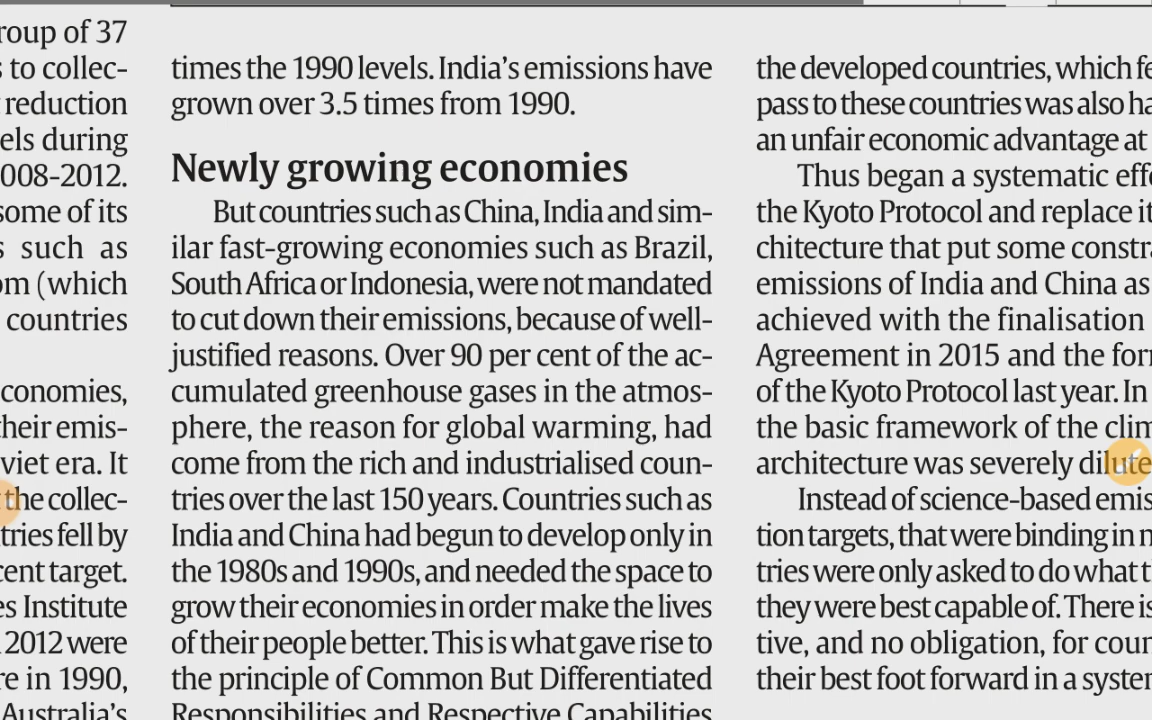 roup of 37
to collec-
reduction
els during
008-2012.
some of its
such as
om (which
countries
conomies,
their emis-
viet era. It
the collec-
tries fell by
cent target.
es Institute
2012 were
re in 1990,
Australia's
times the 1990 levels. India's emissions have
grown over 3.5 times from 1990.
Newly growing economies
But countries such as China, India and sim-
ilar fast-growing economies such as Brazil,
South Africa or Indonesia, were not mandated
to cut down their emissions, because of well-
justified reasons. Over 90 per cent of the ac-
cumulated greenhouse gases in the atmos-
phere, the reason for global warming, had
come from the rich and industrialised coun-
tries over the last 150 years. Countries such as
India and China had begun to develop only in
the 1980s and 1990s, and needed the space to
grow their economies in order make the lives
of their people better. This is what gave rise to
the principle of Common But Differentiated
Responsibilities and Respective Capabilities
the developed countries, which fe
pass to these countries was also ha
an unfair economic advantage at
Thus began a systematic effo
the Kyoto Protocol and replace it
chitecture that put some constra
emissions of India and China as
achieved with the finalisation
Agreement in 2015 and the for
of the Kyoto Protocol last year. In
the basic framework of the clim
architecture was severely dilute
Instead of science-based emis
tion targets, that were binding in n
tries were only asked to do what t
they were best capable of. There is
tive, and no obligation, for coun
their best foot forward in a system